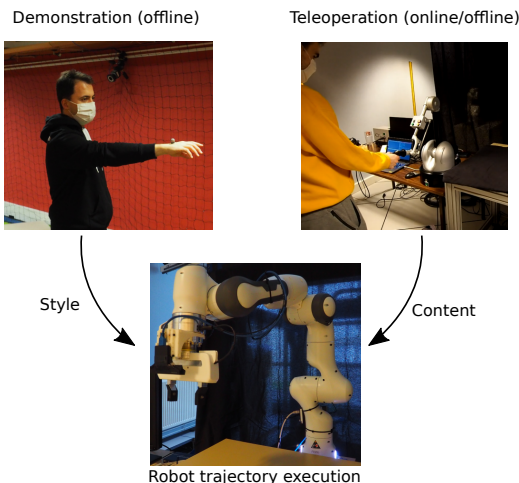 Demonstration (offline)
Teleoperation (online/offline)
Style
Content
Robot trajectory execution